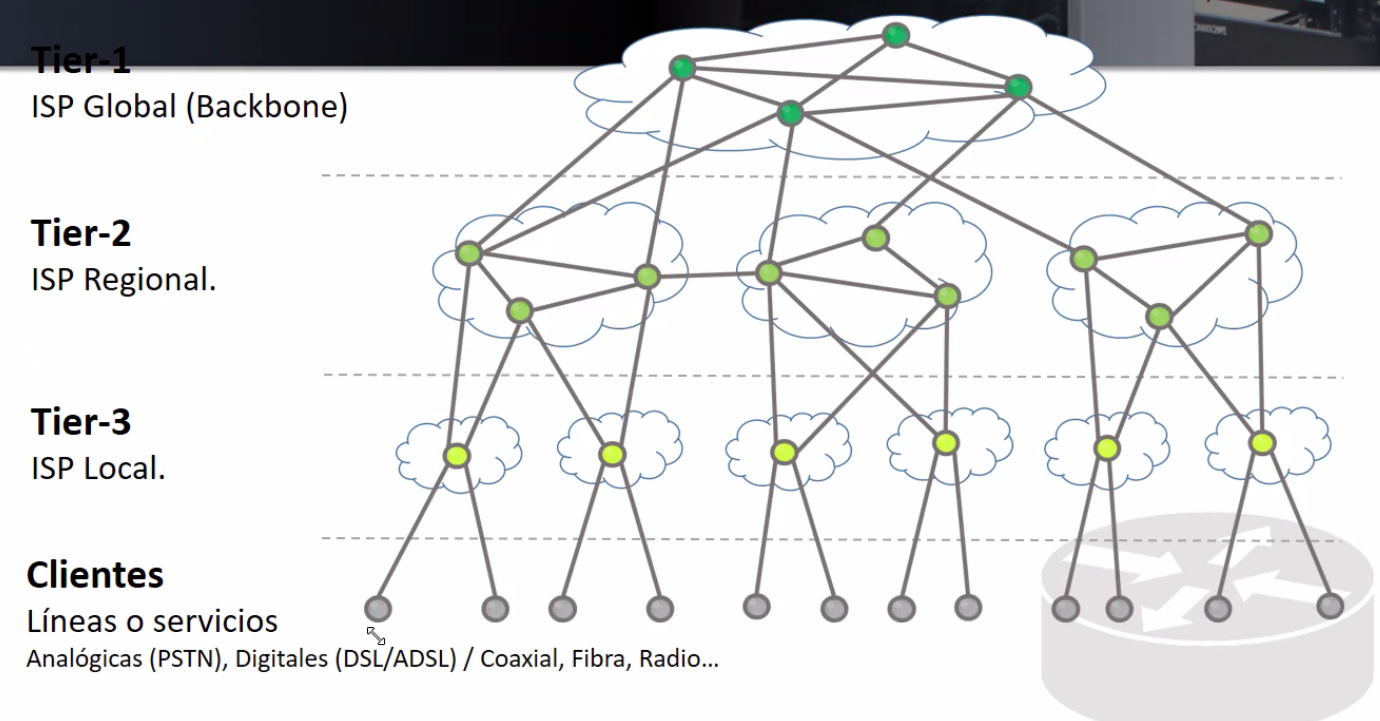 Tier-1
ISP Global (Backbone)
Tier-2
ISP Regional.
Tier-3
ISP Local.
Clientes
Líneas o servicios
Analógicas (PSTN), Digitales (DSL/ADSL) / Coaxial, Fibra, Radio...